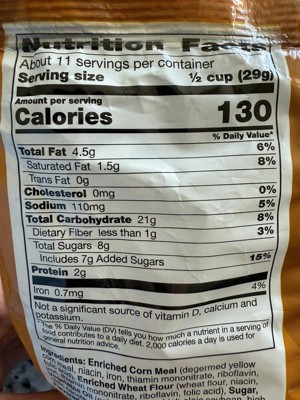 Nutrition Facts
About 11 servings per container
Serving size ½ cup (29g)
Amount per serving
Calories 130
% Daily Value*
Total Fat 4.5g 6%
Saturated Fat 1.5g 8%
Trans Fat 0g
Cholesterol 0mg 0%
Sodium 110mg 5%
Total Carbohydrate 21g 8%
Dietary Fiber less than 1g 3%
Total Sugars 8g
Includes 7g Added Sugars 15%
Protein 2g
Iron 0.7mg 4%
Not a significant source of vitamin D, calcium and
potassium.
*The % Daily Value (DV) tells you how much a nutrient in a serving of
food contributes to a daily diet. 2,000 calories a day is used for
general nutrition advice.
Ingredients: Enriched Corn Meal (degermed yellow
corn meal, niacin, iron, thiamin mononitrate, riboflavin,
Enriched Wheat Flour (wheat flour, niacin,
mononitrate, riboflavin, folic acid), Sugar,